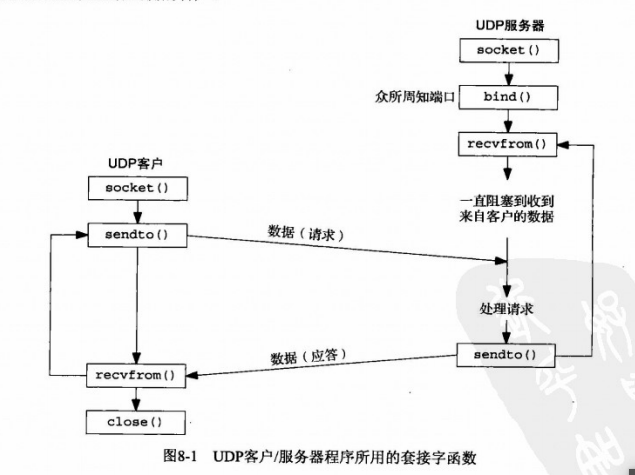 UDP服务器
socket()
众所周知端口
bind()
recvfrom()
一直阻塞到收到
来自客户的数据
UDP客户
socket()
sendto()
数据（请求）
处理请求
sendto()
数据（应答）
recvfrom()
close()
图8-1 UDP客户/服务器程序所用的套接字函数